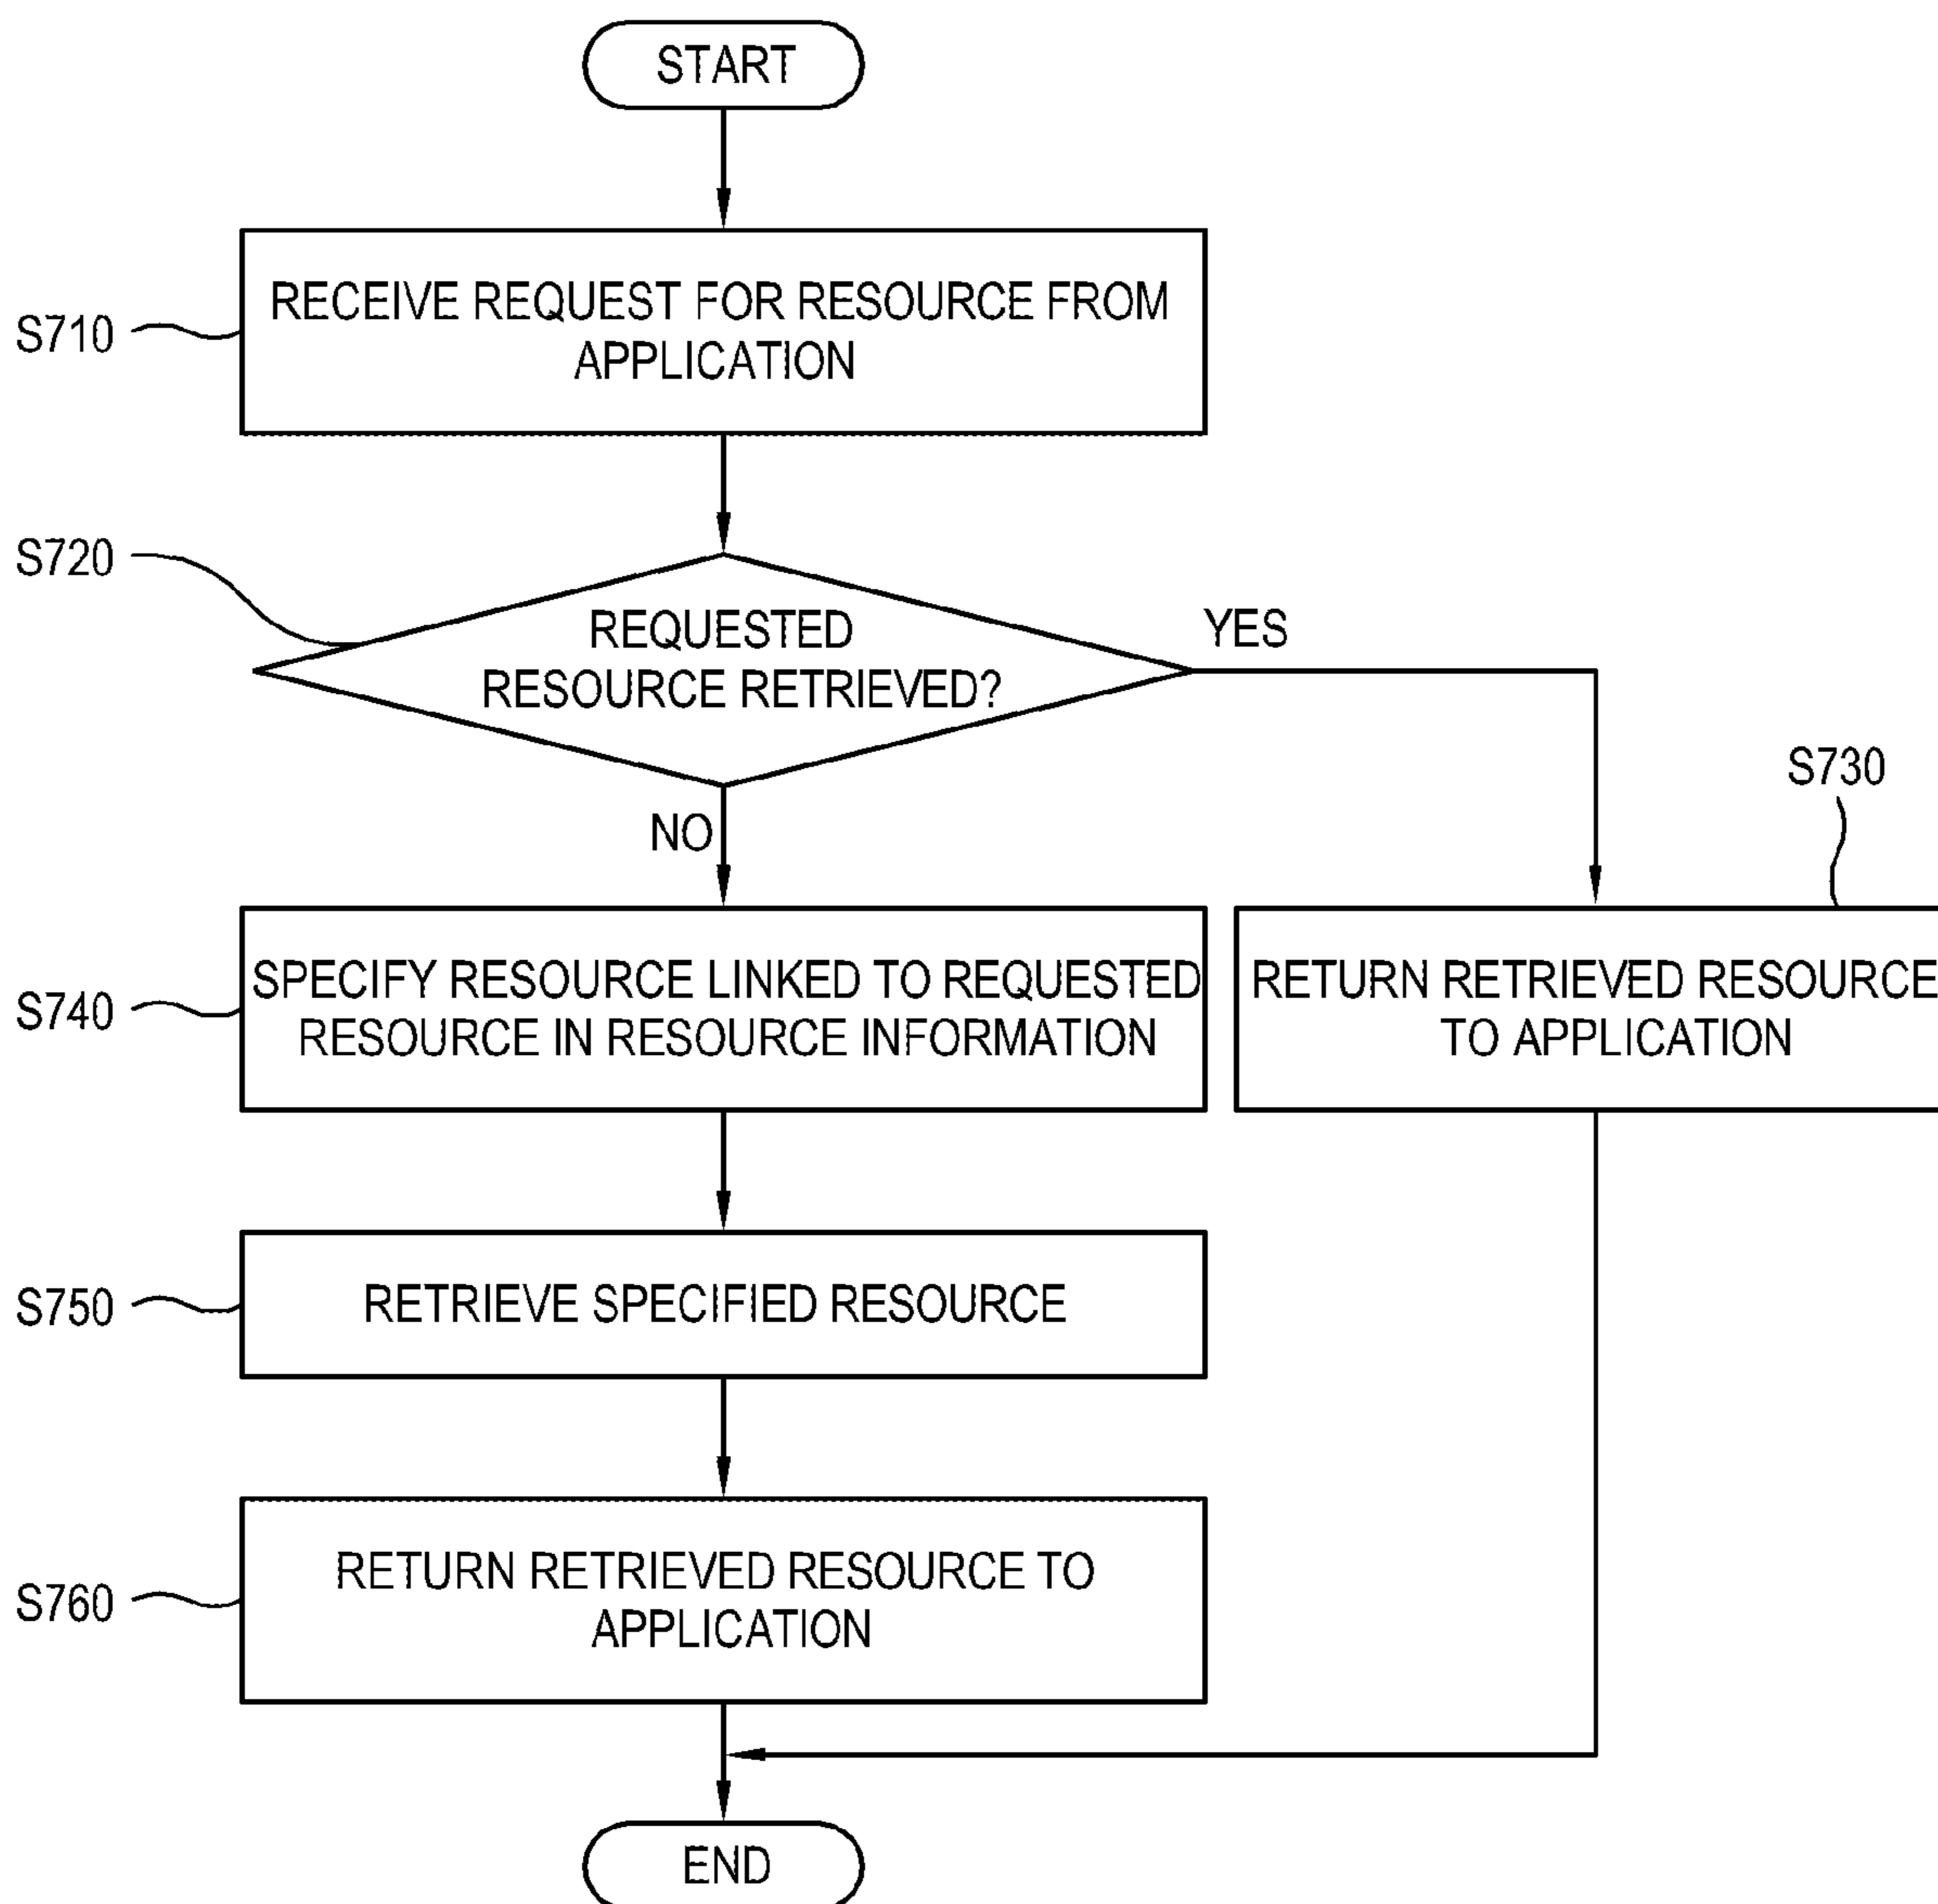 START
S710
RECEIVE REQUEST FOR RESOURCE FROM
APPLICATION
S720
REQUESTED
RESOURCE RETRIEVED?
YES
NO
S730
S740
SPECIFY RESOURCE LINKED TO REQUESTED
RESOURCE IN RESOURCE INFORMATION
RETURN RETRIEVED RESOURCE
TO APPLICATION
S750
RETRIEVE SPECIFIED RESOURCE
S760
RETURN RETRIEVED RESOURCE TO
APPLICATION
END